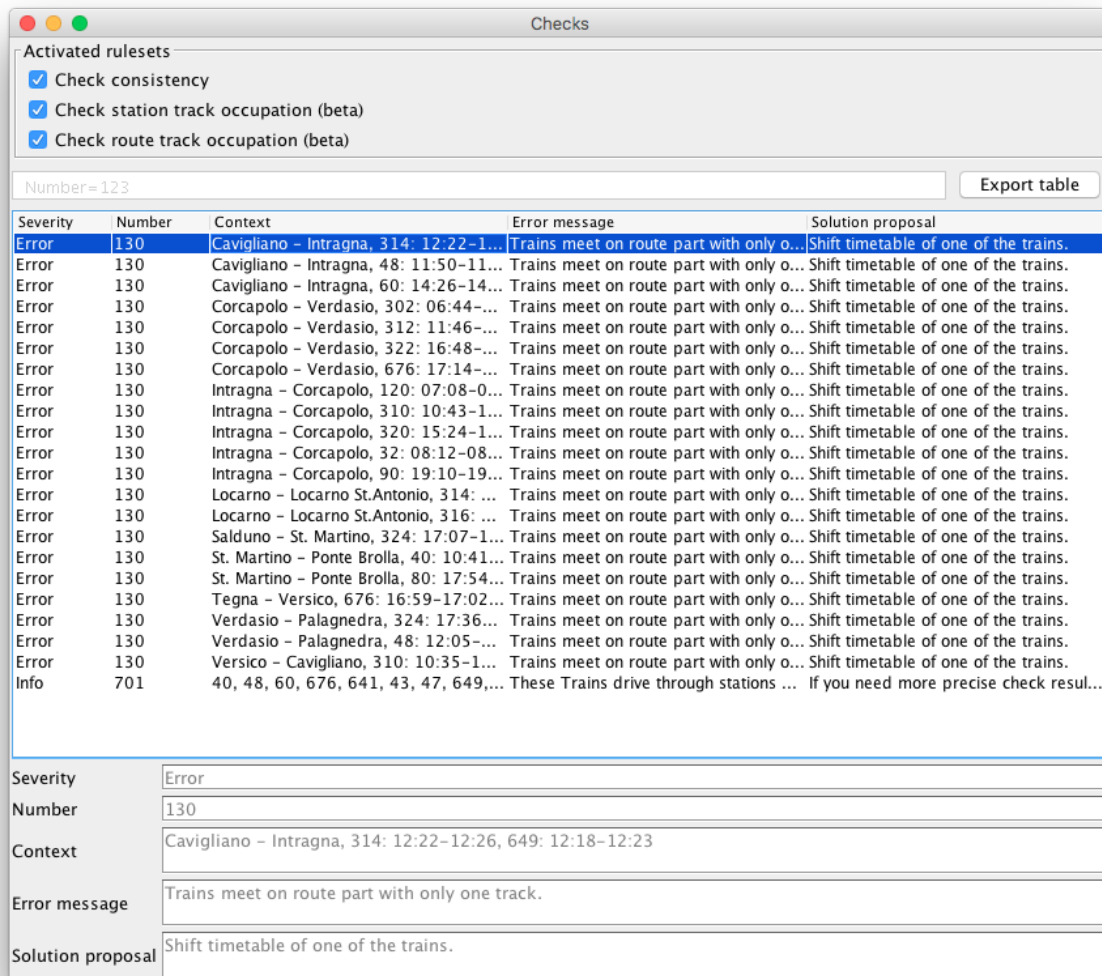 Checks
Activated rulesets
Check consistency
Check station track occupation (beta)
Check route track occupation (beta)
Number=123 Export table
Severity Number Context Error message Solution proposal
Error 130 Cavigliano – Intragna, 314: 12:22-1... Trains meet on route part with only o... Shift timetable of one of the trains.
Error 130 Cavigliano – Intragna, 48: 11:50-11... Trains meet on route part with only o... Shift timetable of one of the trains.
Error 130 Cavigliano – Intragna, 60: 14:26-14... Trains meet on route part with only o... Shift timetable of one of the trains.
Error 130 Corcapolo – Verdasio, 302: 06:44-... Trains meet on route part with only o... Shift timetable of one of the trains.
Error 130 Corcapolo – Verdasio, 312: 11:46-... Trains meet on route part with only o... Shift timetable of one of the trains.
Error 130 Corcapolo – Verdasio, 322: 16:48-... Trains meet on route part with only o... Shift timetable of one of the trains.
Error 130 Corcapolo – Verdasio, 676: 17:14-... Trains meet on route part with only o... Shift timetable of one of the trains.
Error 130 Intragna – Corcapolo, 120: 07:08-0... Trains meet on route part with only o... Shift timetable of one of the trains.
Error 130 Intragna – Corcapolo, 310: 10:43-1... Trains meet on route part with only o... Shift timetable of one of the trains.
Error 130 Intragna – Corcapolo, 320: 15:24-1... Trains meet on route part with only o... Shift timetable of one of the trains.
Error 130 Intragna – Corcapolo, 32: 08:12-08... Trains meet on route part with only o... Shift timetable of one of the trains.
Error 130 Intragna – Corcapolo, 90: 19:10-19... Trains meet on route part with only o... Shift timetable of one of the trains.
Error 130 Locarno – Locarno St.Antonio, 314: ... Trains meet on route part with only o... Shift timetable of one of the trains.
Error 130 Locarno – Locarno St.Antonio, 316: ... Trains meet on route part with only o... Shift timetable of one of the trains.
Error 130 Salduno – St. Martino, 324: 17:07-1... Trains meet on route part with only o... Shift timetable of one of the trains.
Error 130 St. Martino – Ponte Brolla, 40: 10:41... Trains meet on route part with only o... Shift timetable of one of the trains.
Error 130 St. Martino – Ponte Brolla, 80: 17:54... Trains meet on route part with only o... Shift timetable of one of the trains.
Error 130 Tegna – Versico, 676: 16:59-17:02... Trains meet on route part with only o... Shift timetable of one of the trains.
Error 130 Verdasio – Palagnedra, 324: 17:36... Trains meet on route part with only o... Shift timetable of one of the trains.
Error 130 Verdasio – Palagnedra, 48: 12:05-... Trains meet on route part with only o... Shift timetable of one of the trains.
Error 130 Versico – Cavigliano, 310: 10:35-1... Trains meet on route part with only o... Shift timetable of one of the trains.
Info 701 40, 48, 60, 676, 641, 43, 47, 649,... These Trains drive through stations ... If you need more precise check resul...
Severity Error
Number 130
Context Cavigliano – Intragna, 314: 12:22-12:26, 649: 12:18-12:23
Error message Trains meet on route part with only one track.
Solution proposal Shift timetable of one of the trains.